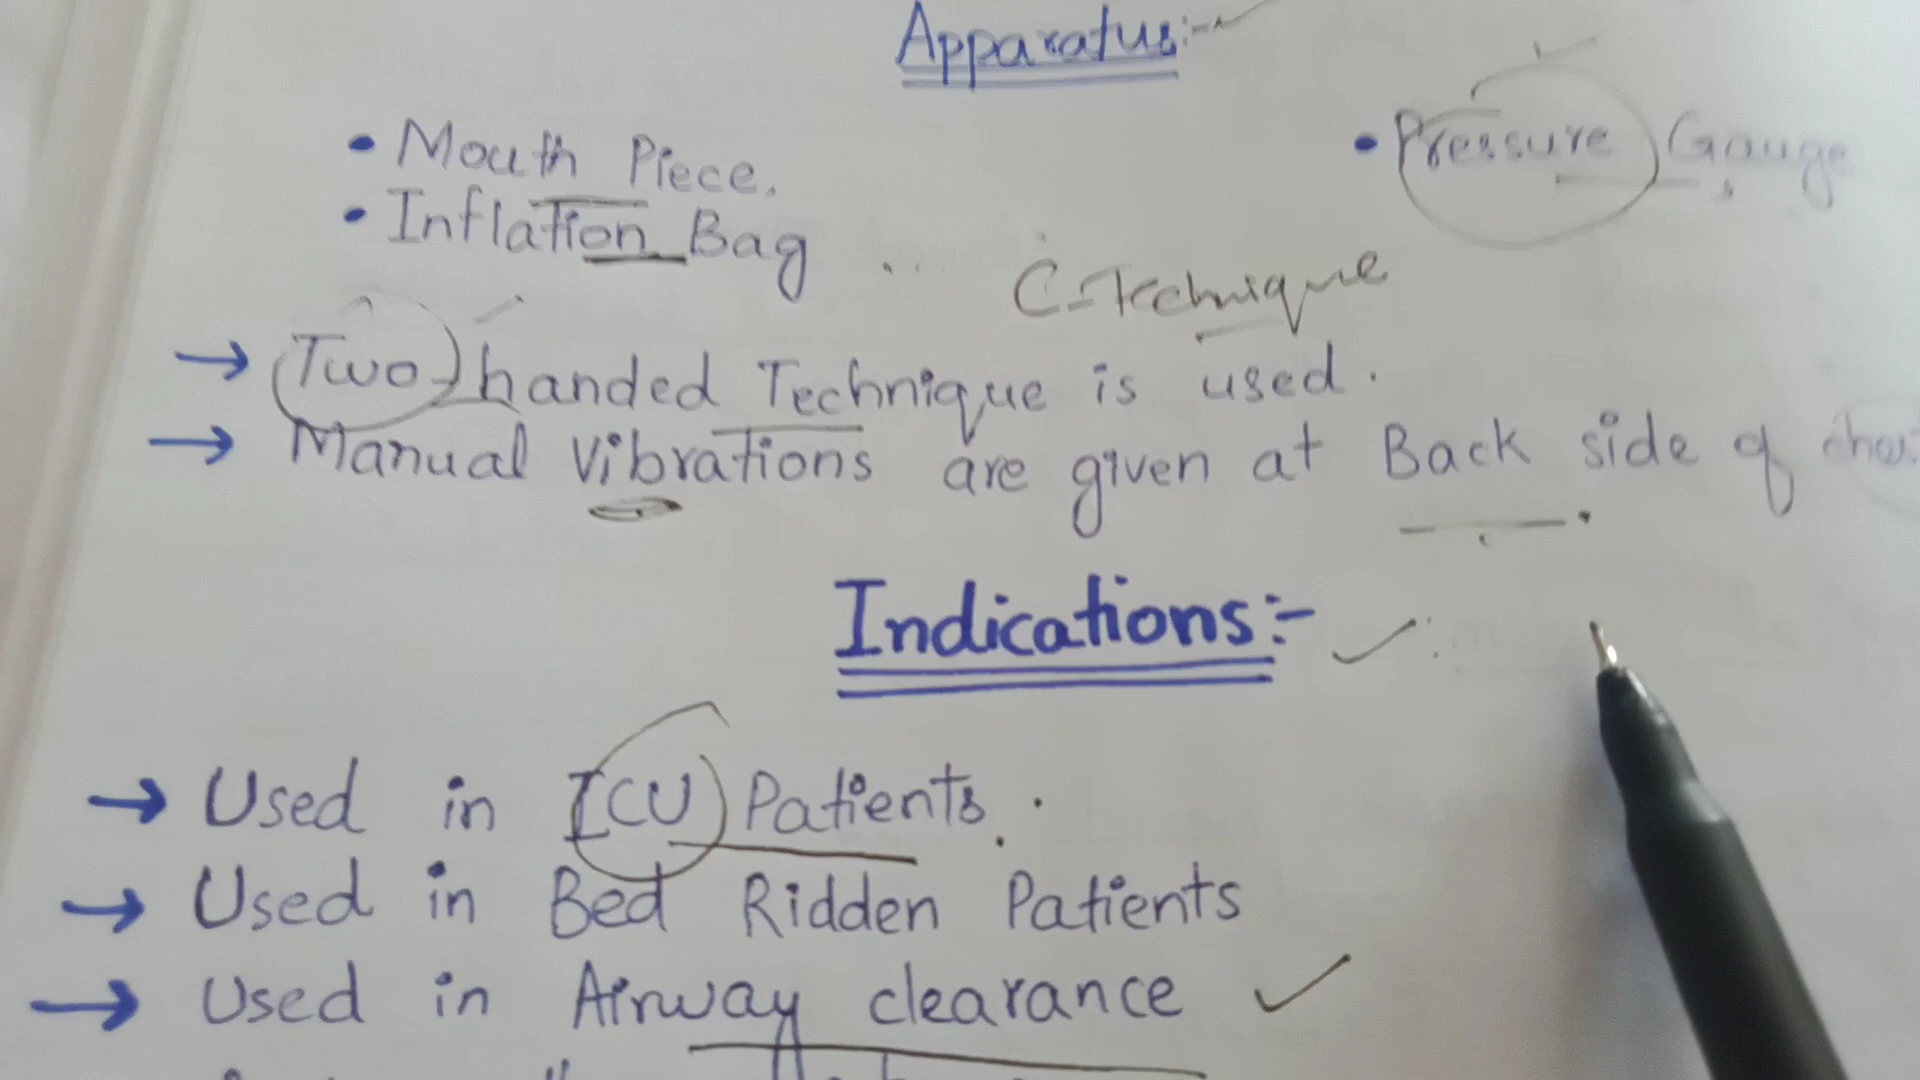 Apparatus:-
• Mouth Piece.
• Pressure Gauge
• Inflation Bag
C-Technique
→ Two-handed Technique is used.
→ Manual Vibrations are given at Back side of
Indications:-
→ Used in ICU Patients.
→ Used in Bed Ridden Patients
→ Used in Airway clearance